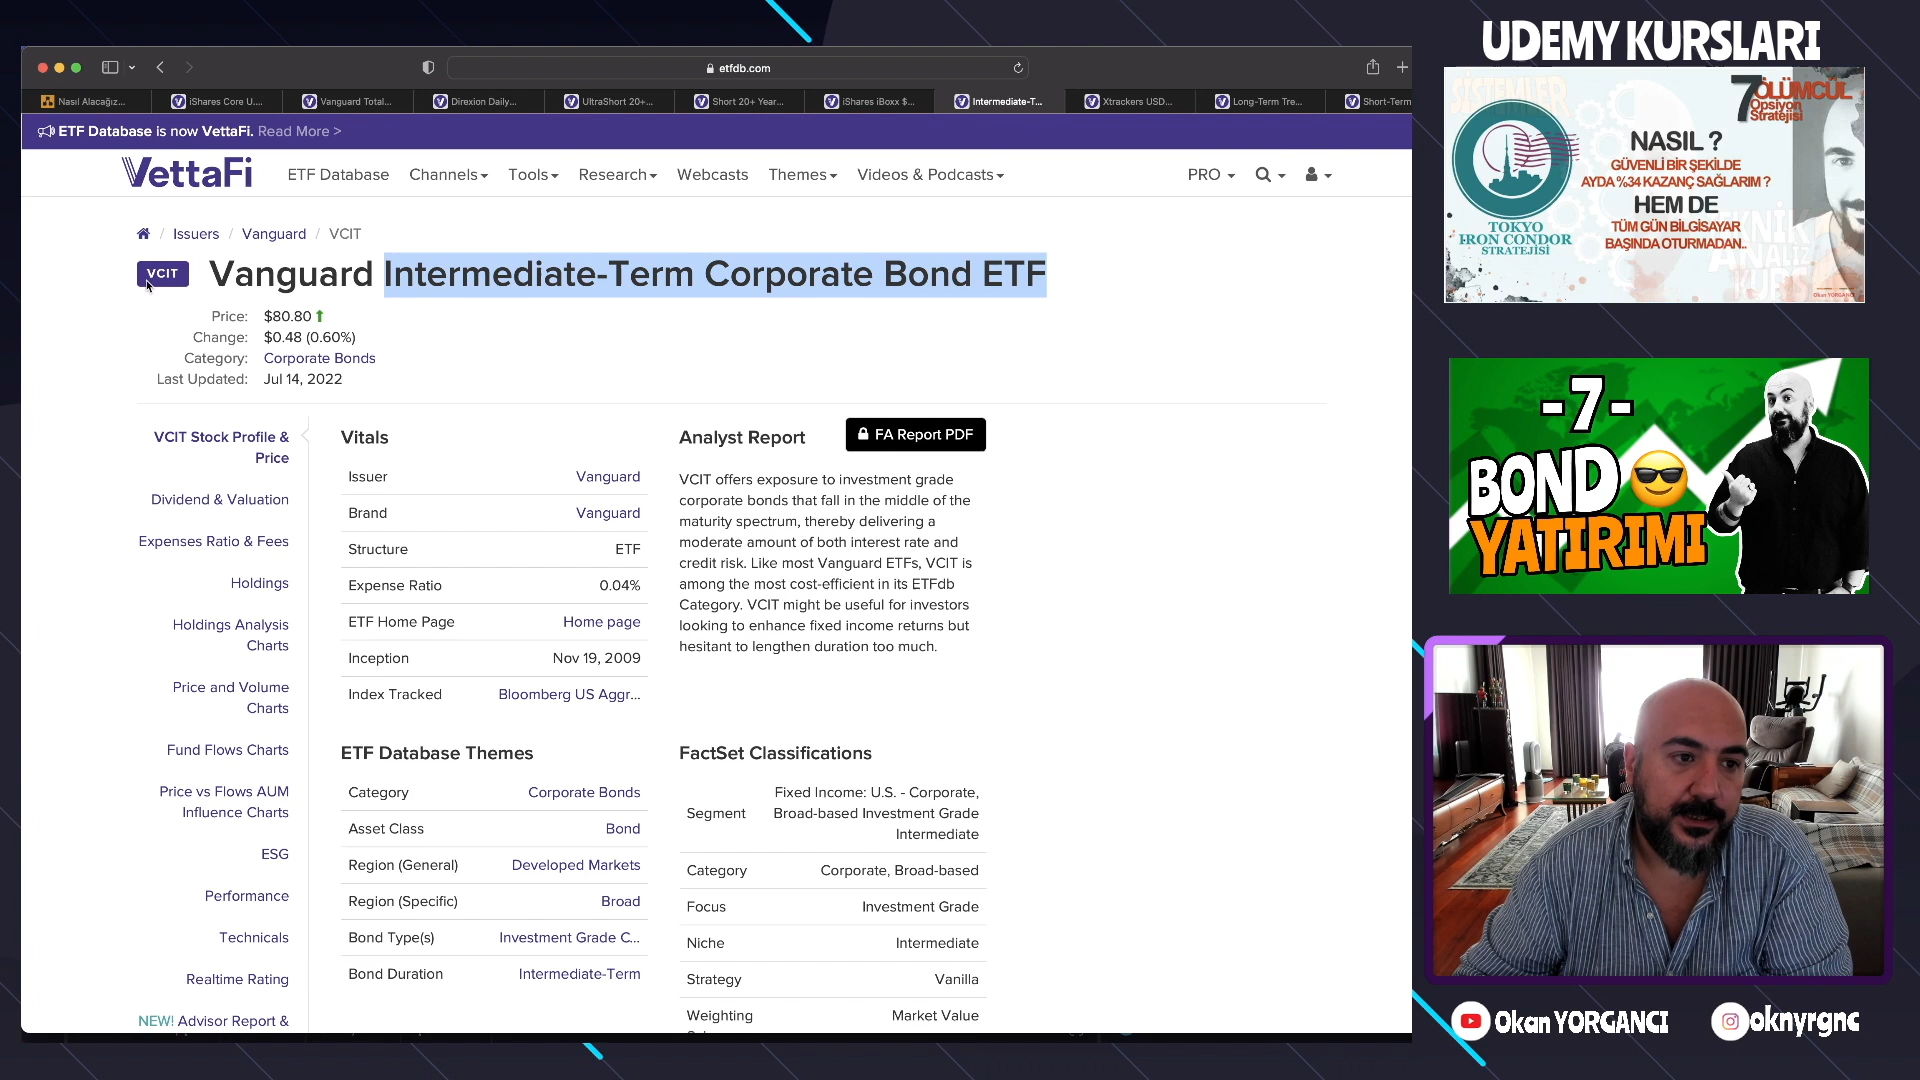 etfdb.com
Nasıl Alacağız...
iShares Core U....
Vanguard Total...
Direxion Daily...
UltraShort 20+...
Short 20+ Year...
iShares iBoxx $...
Intermediate-T...
Xtrackers USD...
Long-Term Tre...
Short-Term
ETF Database is now VettaFi. Read More >
VettaFi
ETF Database
Channels
Tools
Research
Webcasts
Themes
Videos & Podcasts
PRO
/ Issuers / Vanguard / VCIT
VCIT
Vanguard Intermediate-Term Corporate Bond ETF
Price: $80.80
Change: $0.48 (0.60%)
Category: Corporate Bonds
Last Updated: Jul 14, 2022
VCIT Stock Profile &
Price
Dividend & Valuation
Expenses Ratio & Fees
Holdings
Holdings Analysis
Charts
Price and Volume
Charts
Fund Flows Charts
Price vs Flows AUM
Influence Charts
ESG
Performance
Technicals
Realtime Rating
NEW! Advisor Report &
Vitals
Issuer Vanguard
Brand Vanguard
Structure ETF
Expense Ratio 0.04%
ETF Home Page Home page
Inception Nov 19, 2009
Index Tracked Bloomberg US Aggr...
Analyst Report
FA Report PDF
VCIT offers exposure to investment grade
corporate bonds that fall in the middle of the
maturity spectrum, thereby delivering a
moderate amount of both interest rate and
credit risk. Like most Vanguard ETFs, VCIT is
among the most cost-efficient in its ETFdb
Category. VCIT might be useful for investors
looking to enhance fixed income returns but
hesitant to lengthen duration too much.
ETF Database Themes
Category Corporate Bonds
Asset Class Bond
Region (General) Developed Markets
Region (Specific) Broad
Bond Type(s) Investment Grade C...
Bond Duration Intermediate-Term
FactSet Classifications
Segment Fixed Income: U.S. - Corporate,
Broad-based Investment Grade
Intermediate
Category Corporate, Broad-based
Focus Investment Grade
Niche Intermediate
Strategy Vanilla
Weighting Market Value
UDEMY KURSLARI
SİSTEMLER
7 ÖLÜMCÜL
Opsiyon
Stratejisi
NASIL ?
GÜVENLİ BİR ŞEKİLDE
AYDA %34 KAZANÇ SAĞLARIM ?
HEM DE
TÜM GÜN BİLGİSAYAR
BAŞINDA OTURMADAN..
TOKYO
IRON CONDOR
STRATEJİSİ
TEKNİK
ANALİZ
KURS
Okan YORGANCI
-7-
BOND
YATIRIMI
Okan YORGANCI
oknyrgnc